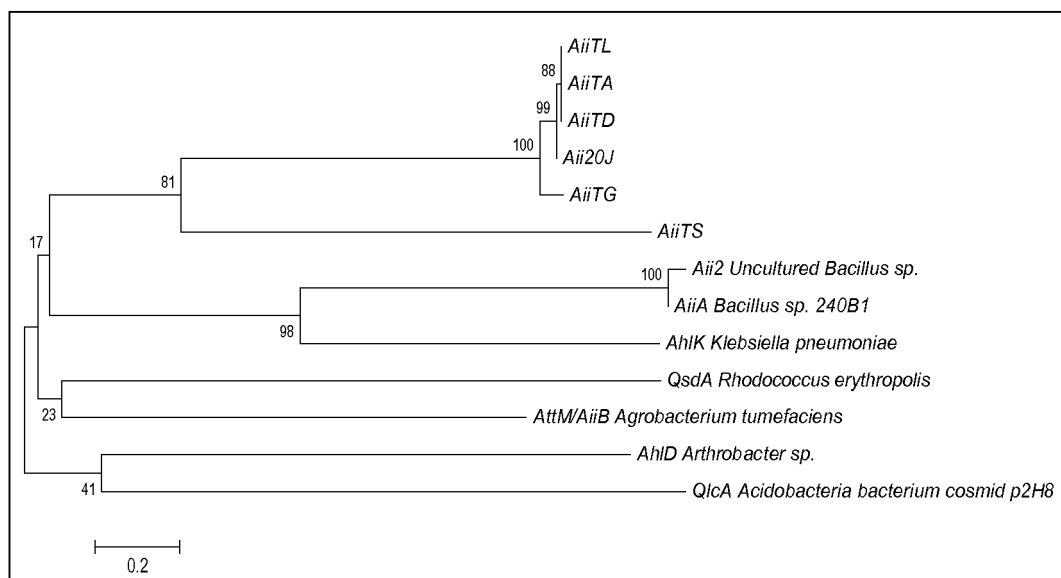 AiiTL
88
AiiTA
99
AiiTD
100
Aii20J
81
AiiTG
17
AiiTS
100
Aii2 Uncultured Bacillus sp.
AiiA Bacillus sp. 240B1
98
AhlK Klebsiella pneumoniae
QsdA Rhodococcus erythropolis
23
AttM/AiiB Agrobacterium tumefaciens
AhlD Arthrobacter sp.
41
QlcA Acidobacteria bacterium cosmid p2H8
0.2